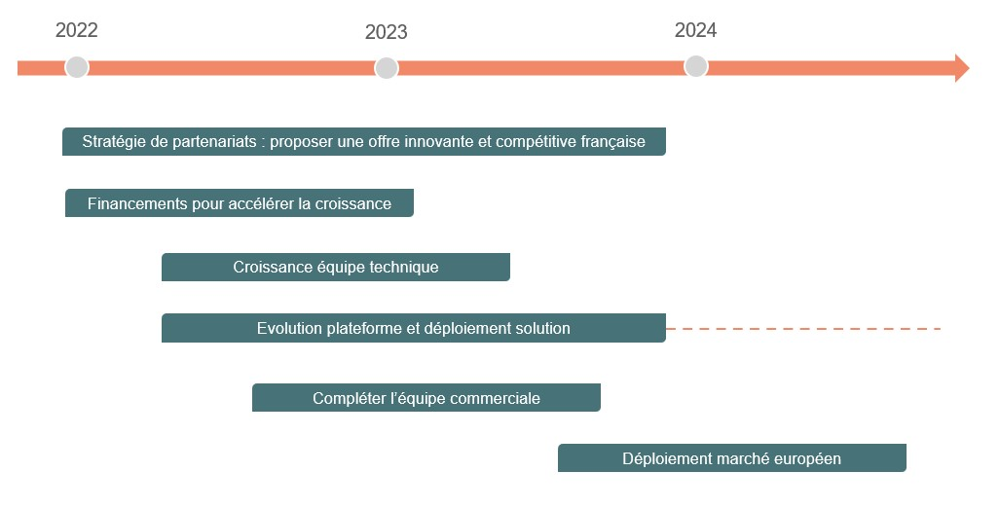 2022
2023
2024
Stratégie de partenariats : proposer une offre innovante et compétitive française
Financements pour accélérer la croissance
Croissance équipe technique
Evolution plateforme et déploiement solution
Compléter l’équipe commerciale
Déploiement marché européen